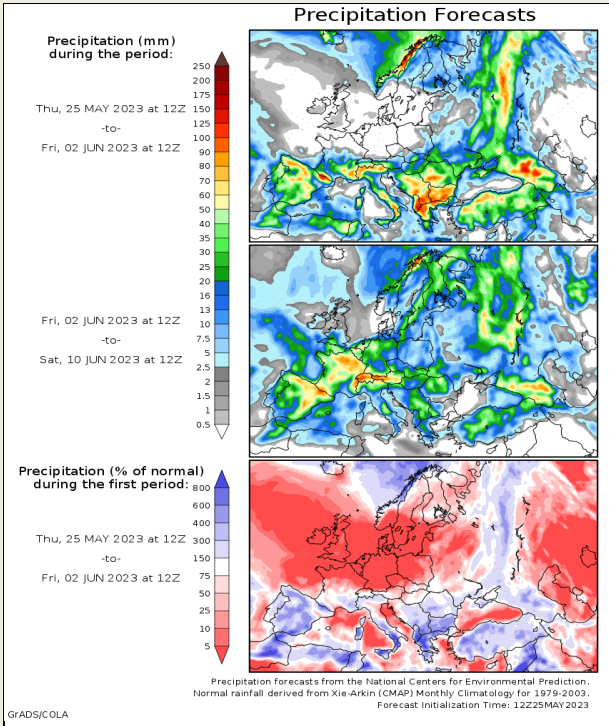 Precipitation Forecasts
Precipitation (mm)
during the period:
Thu, 25 MAY 2023 at 12Z
-to-
Fri, 02 JUN 2023 at 12Z
Fri, 02 JUN 2023 at 12Z
-to-
Sat, 10 JUN 2023 at 12Z
250
200
175
150
125
100
90
80
70
60
50
40
35
30
25
20
16
13
10
7.5
5
2.5
2
1.5
1
0.5
Precipitation (% of normal)
during the first period:
Thu, 25 MAY 2023 at 12Z
-to-
Fri, 02 JUN 2023 at 12Z
800
600
400
300
150
75
50
25
10
5
Precipitation forecasts from the National Centers for Environmental Prediction.
Normal rainfall derived from Xie-Arkin (CMAP) Monthly Climatology for 1979-2003.
Forecast Initialization Time: 12Z25MAY2023
GrADS/COLA